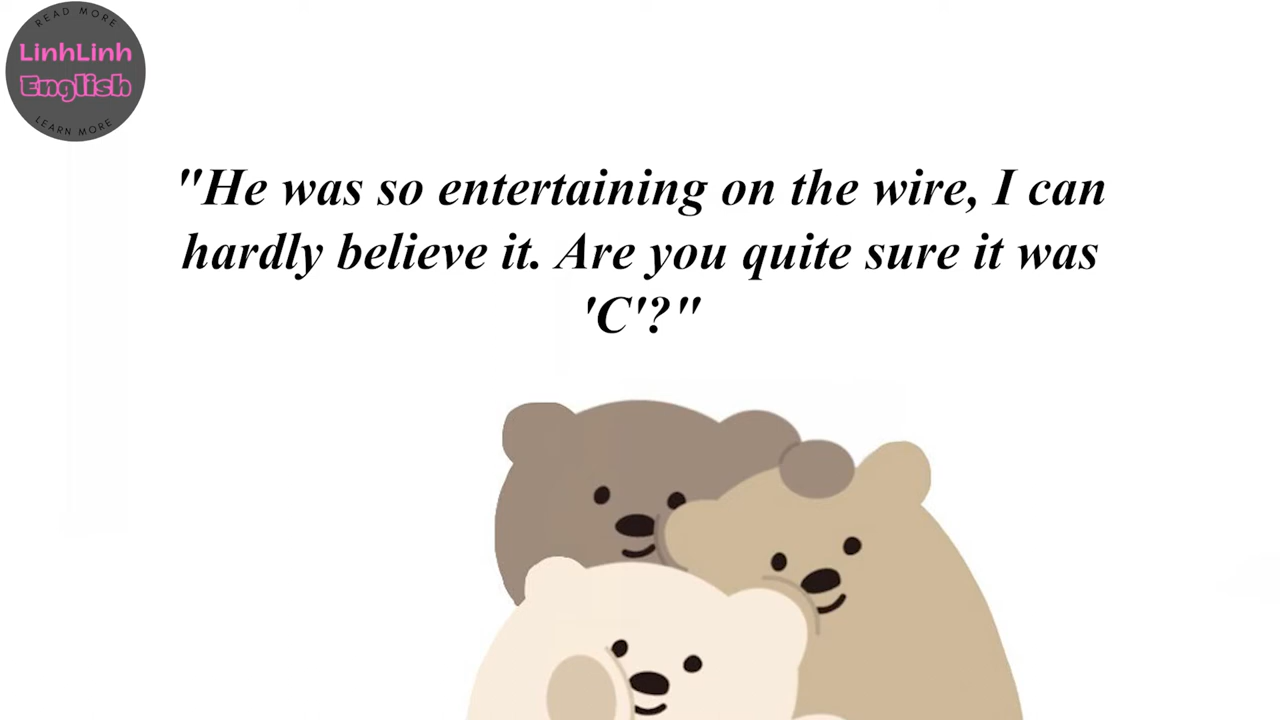 READ MORE
LinhLinh
English
LEARN MORE
"He was so entertaining on the wire, I can
hardly believe it. Are you quite sure it was
'C'?"